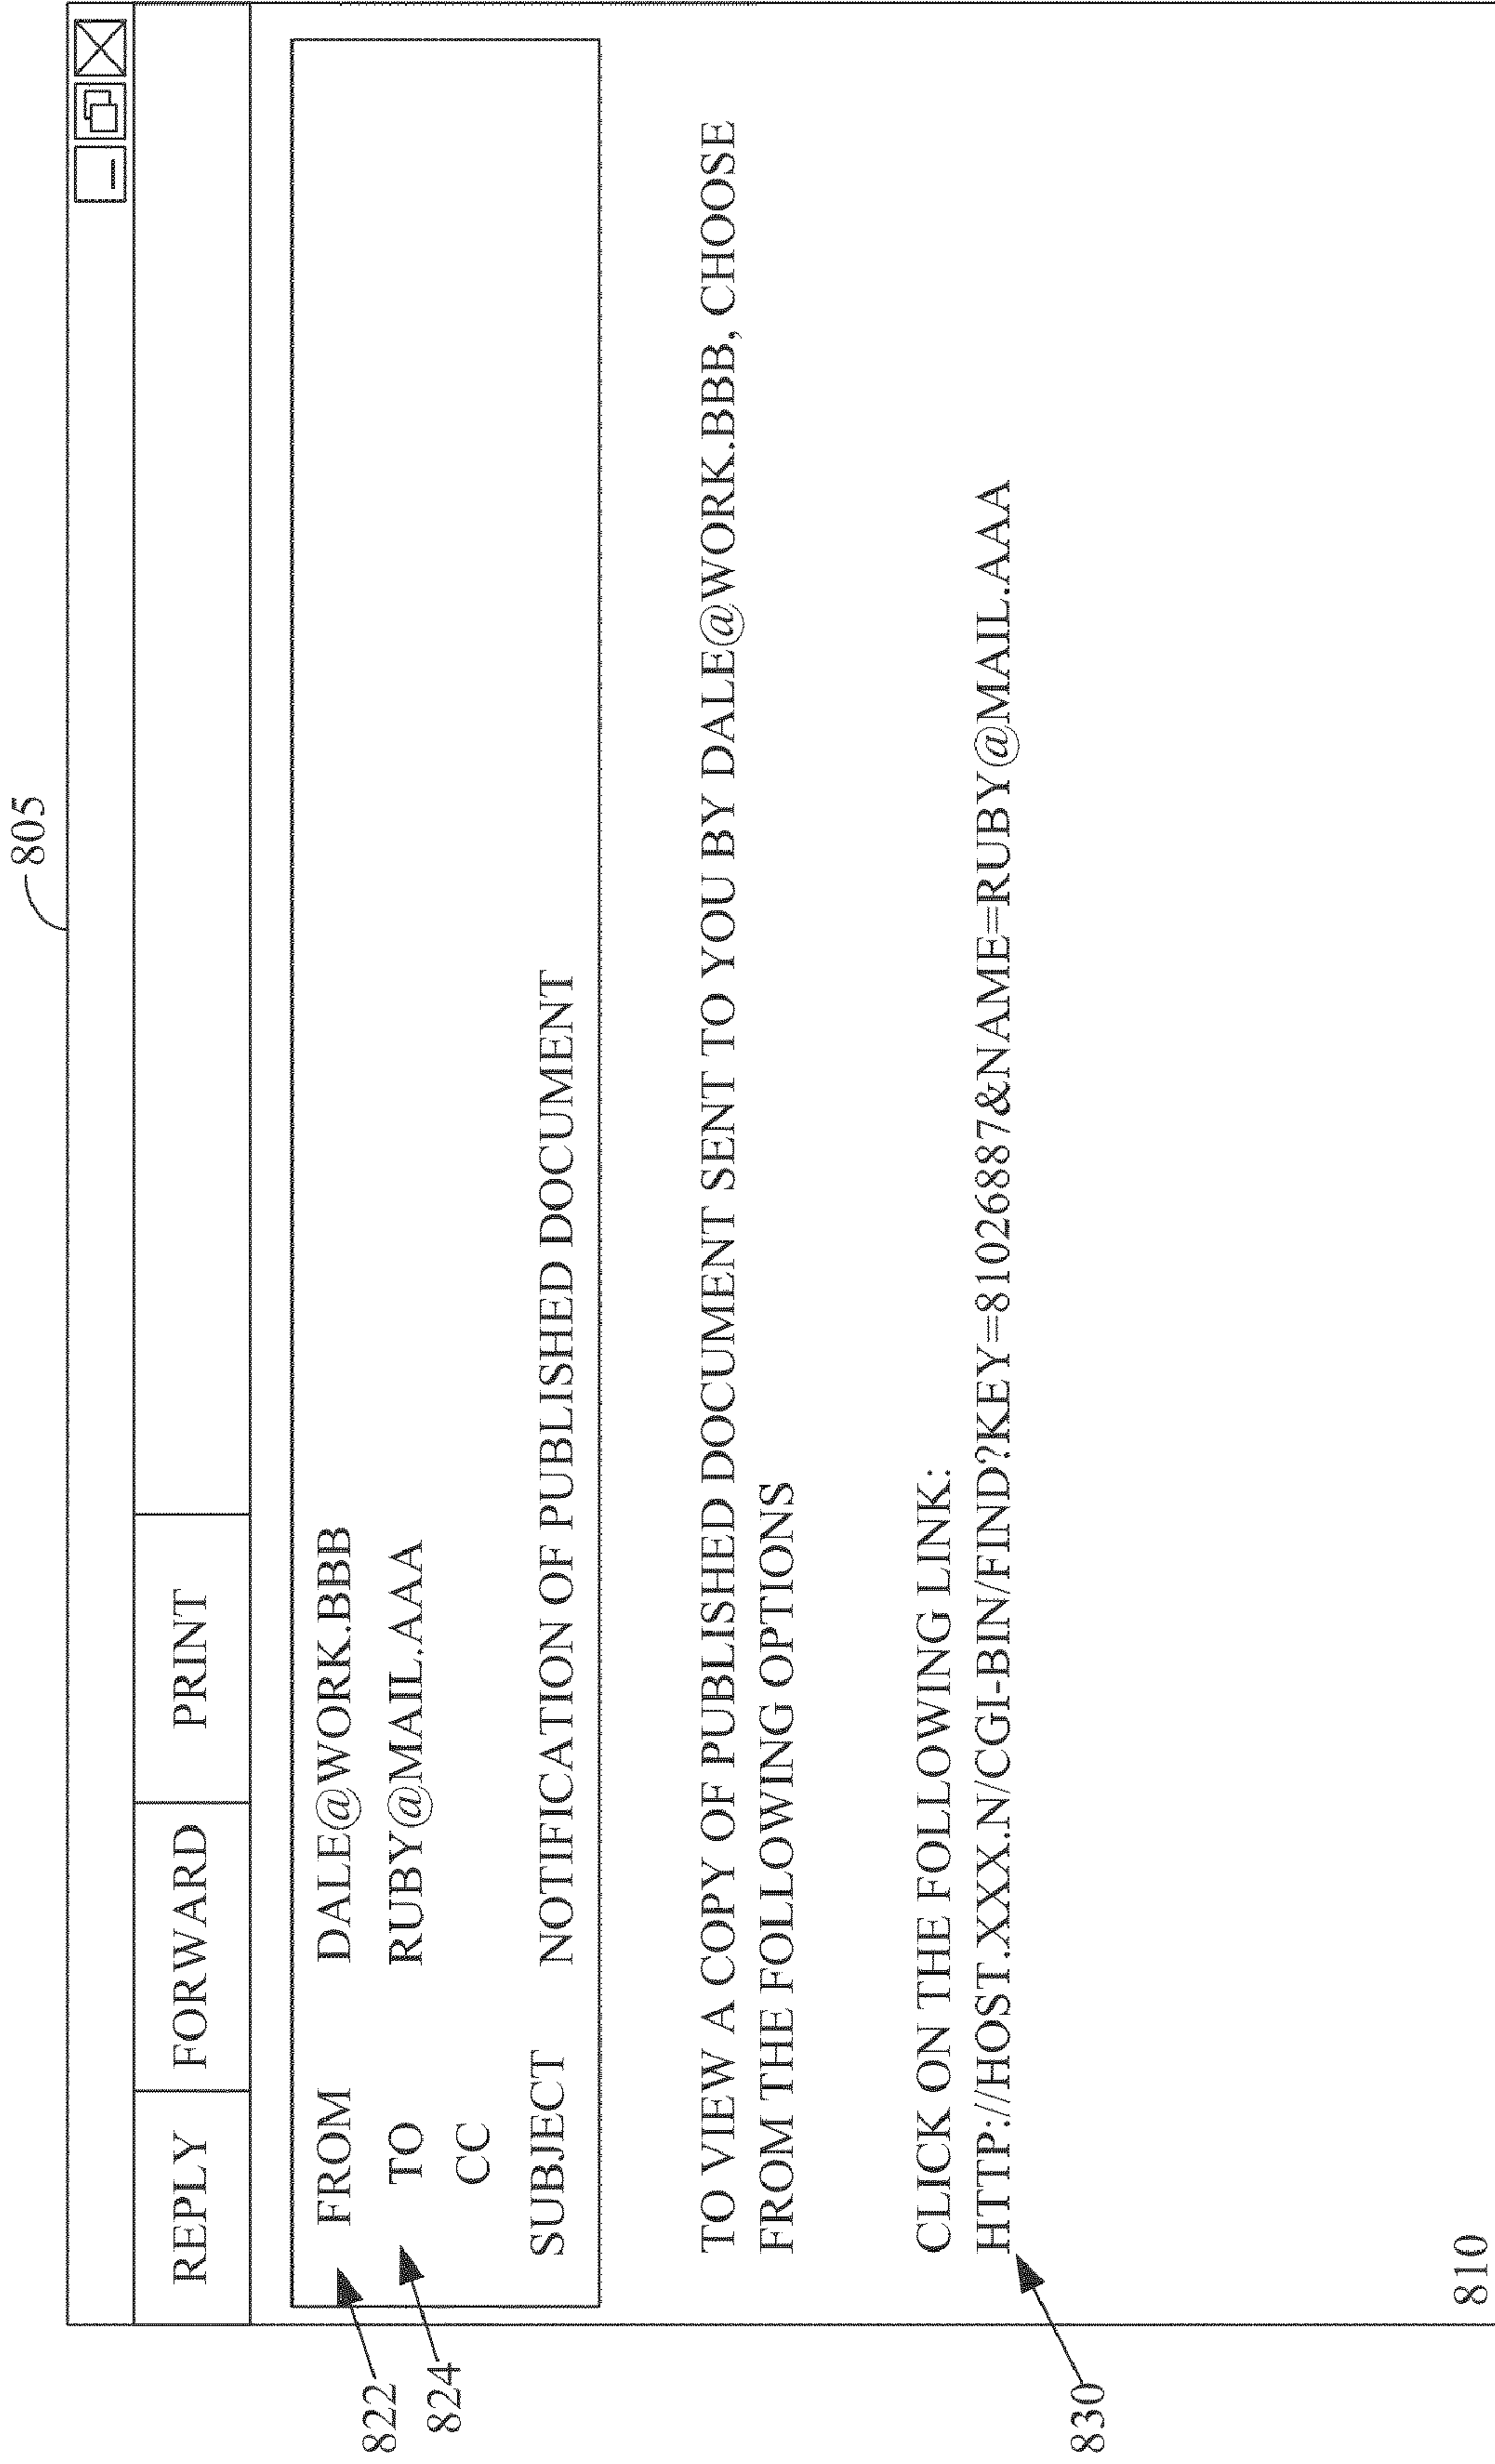 805
REPLY FORWARD PRINT
822 FROM DALE@WORK.BBB
824 TO RUBY@MAIL.AAA
CC
SUBJECT NOTIFICATION OF PUBLISHED DOCUMENT
TO VIEW A COPY OF PUBLISHED DOCUMENT SENT TO YOU BY DALE@WORK.BBB, CHOOSE
FROM THE FOLLOWING OPTIONS
CLICK ON THE FOLLOWING LINK:
830 HTTP://HOST.XXX.N/CGI-BIN/FIND?KEY=81026887&NAME=RUBY@MAIL.AAA
810